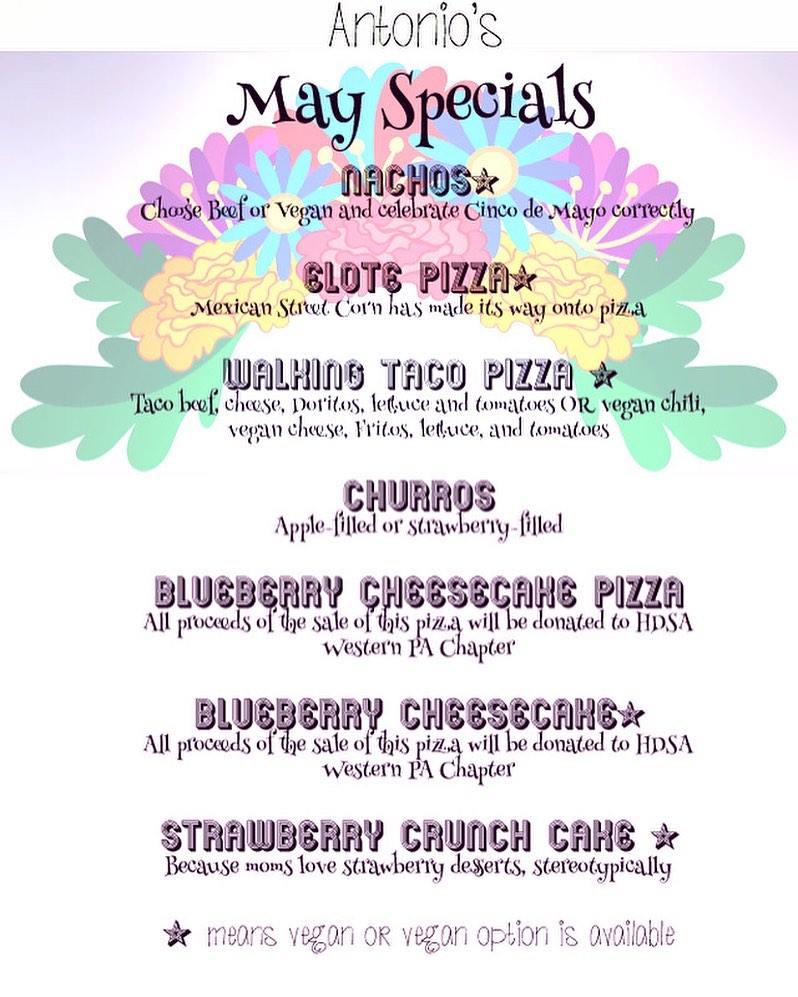 Antonio's
May Specials
NACHOS★
Choose Beef or Vegan and celebrate Cinco de Mayo correctly
ELOTE PIZZA★
Mexican Street Corn has made its way onto pizza
WALKING TACO PIZZA ★
Taco beef, cheese, Doritos, lettuce and tomatoes OR vegan chili,
vegan cheese, Fritos, lettuce, and tomatoes
CHURROS
Apple-filled or strawberry-filled
BLUEBERRY CHEESECAKE PIZZA
All proceeds of the sale of this pizza will be donated to HDSA
Western PA Chapter
BLUEBERRY CHEESECAKE★
All proceeds of the sale of this pizza will be donated to HDSA
Western PA Chapter
STRAWBERRY CRUNCH CAKE ★
Because moms love strawberry desserts, stereotypically
★ means vegan OR vegan option is available